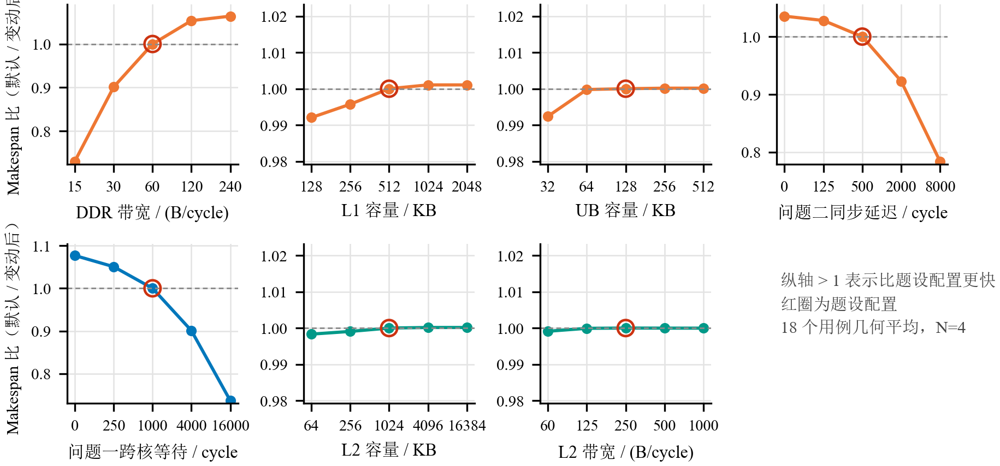 Makespan 比（默认 / 变动后
1.0
0.9
0.8
15 30 60 120 240
DDR 带宽 / (B/cycle)
1.02
1.01
1.00
0.99
0.98
128 256 512 1024 2048
L1 容量 / KB
1.02
1.01
1.00
0.99
0.98
32 64 128 256 512
UB 容量 / KB
1.0
0.9
0.8
0 125 500 2000 8000
问题二同步延迟 / cycle
Makespan 比（默认 / 变动后）
1.1
1.0
0.9
0.8
0 250 1000 4000 16000
问题一跨核等待 / cycle
1.02
1.01
1.00
0.99
0.98
64 256 1024 4096 16384
L2 容量 / KB
1.02
1.01
1.00
0.99
0.98
60 125 250 500 1000
L2 带宽 / (B/cycle)
纵轴 > 1 表示比题设配置更快
红圈为题设配置
18 个用例几何平均，N=4